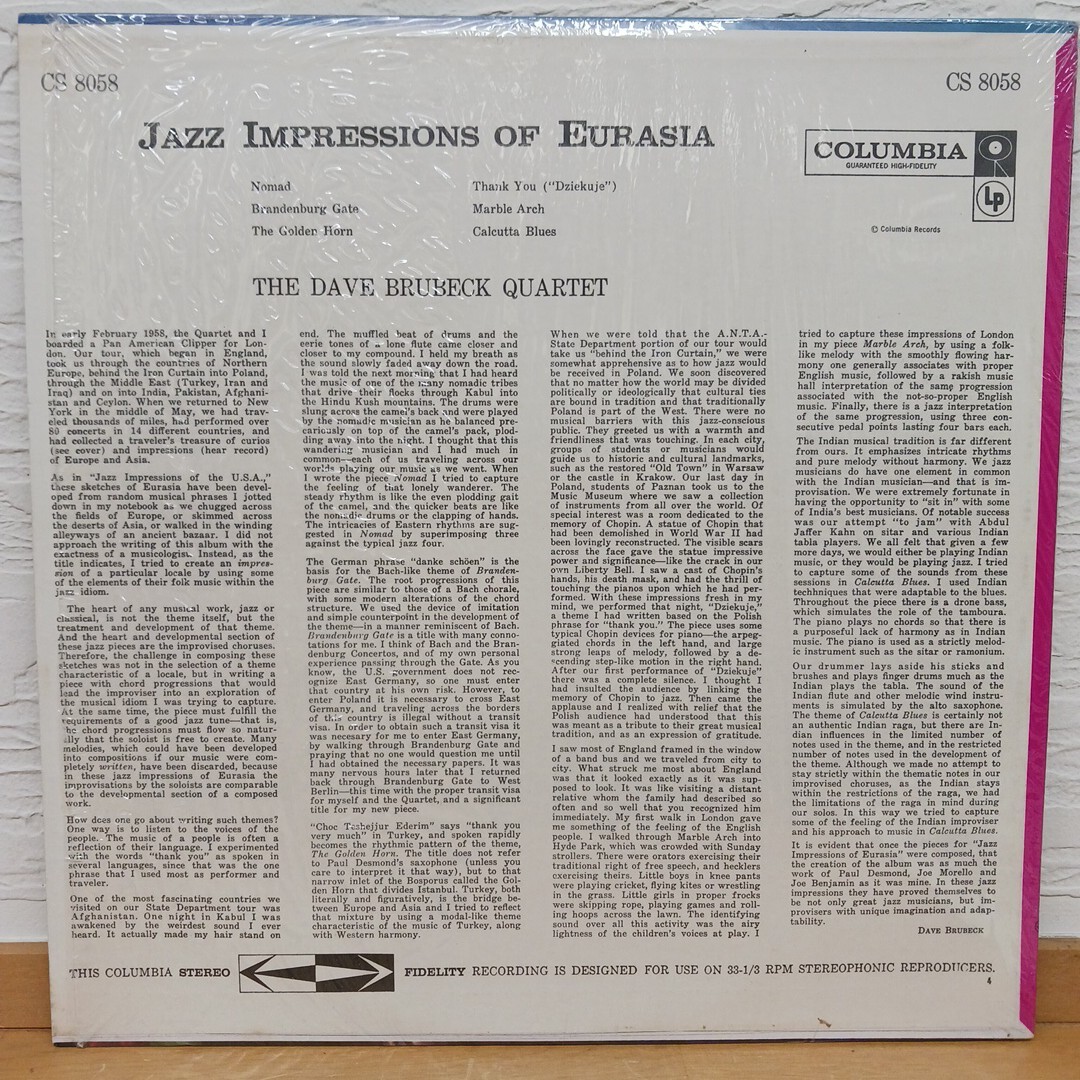 CS 8058
CS 8058
JAZZ IMPRESSIONS OF EURASIA
COLUMBIA
GUARANTEED HIGH-FIDELITY
Lp
© Columbia Records
Nomad
Brandenburg Gate
The Golden Horn
Thank You ("Dziekuje")
Marble Arch
Calcutta Blues
THE DAVE BRUBECK QUARTET
In early February 1958, the Quartet and I
boarded a Pan American Clipper for Lon-
don. Our tour, which began in England,
took us through the countries of Northern
Europe, behind the Iron Curtain into Poland,
through the Middle East (Turkey, Iran and
Iraq) and on into India, Pakistan, Afghani-
stan and Ceylon. When we returned to New
York in the middle of May, we had trav-
eled thousands of miles, had performed over
80 concerts in 14 different countries, and
had collected a traveler's treasure of curios
(see cover) and impressions (hear record)
of Europe and Asia.
As in "Jazz Impressions of the U.S.A.,"
these sketches of Eurasia have been devel-
oped from random musical phrases I jotted
down in my notebook as we chugged across
the fields of Europe, or skimmed across
the deserts of Asia, or walked in the winding
alleyways of an ancient bazaar. I did not
approach the writing of this album with the
exactness of a musicologist. Instead, as the
title indicates, I tried to create an impres-
sion of a particular locale by using some
of the elements of their folk music within the
jazz idiom.
The heart of any musical work, jazz or
classical, is not the theme itself, but the
treatment and development of that theme.
And the heart and developmental section of
these jazz pieces are the improvised choruses.
Therefore, the challenge in composing these
sketches was not in the selection of a theme
characteristic of a locale, but in writing a
piece with chord progressions that would
lead the improviser into an exploration of
the musical idiom I was trying to capture.
At the same time, the piece must fulfill the
requirements of a good jazz tune—that is,
the chord progressions must flow so natur-
ally that the soloist is free to create. Many
melodies, which could have been developed
into compositions if our music were com-
pletely written, have been discarded, because
in these jazz impressions of Eurasia the
improvisations by the soloists are comparable
to the developmental section of a composed
work.
How does one go about writing such themes?
One way is to listen to the voices of the
people. The music of a people is often a
reflection of their language. I experimented
with the words "thank you" as spoken in
several languages, since that was the one
phrase that I used most as performer and
traveler.
One of the most fascinating countries we
visited on our State Department tour was
Afghanistan. One night in Kabul I was
awakened by the weirdest sound I ever
heard. It actually made my hair stand on
end. The muffled beat of drums and the
eerie tones of a lone flute came closer and
closer to my compound. I held my breath as
the sound slowly faded away down the road.
I was told the next morning that I had heard
the music of one of the many nomadic tribes
that drive their flocks through Kabul into
the Hindu Kush mountains. The drums were
slung across the camel's back and were played
by the nomadic musician as he balanced pre-
cariously on top of the camel's pack, plod-
ding away into the night. I thought that this
wandering musician and I had much in
common—each of us traveling across our
worlds playing our music as we went. When
I wrote the piece Nomad I tried to capture
the feeling of that lonely wanderer. The
steady rhythm is like the even plodding gait
of the camel, and the quicker beats are like
the nomadic drums or the clapping of hands.
The intricacies of Eastern rhythms are sug-
gested in Nomad by superimposing three
against the typical jazz four.
The German phrase "danke schöen" is the
basis for the Bach-like theme of Branden-
burg Gate. The root progressions of this
piece are similar to those of a Bach chorale,
with some modern alterations of the chord
structure. We used the device of imitation
and simple counterpoint in the development of
the theme—in a manner reminiscent of Bach.
Brandenburg Gate is a title with many conno-
tations for me. I think of Bach and the Bran-
denburg Concertos, and of my own personal
experience passing through the Gate. As you
know, the U.S. government does not rec-
ognize East Germany, so one must enter
that country at his own risk. However, to
enter Poland it is necessary to cross East
Germany, and traveling across the borders
of this country is illegal without a transit
visa. In order to obtain such a transit visa it
was necesary for me to enter East Germany,
by walking through Brandenburg Gate and
praying that no one would question me until
I had obtained the necessary papers. It was
many nervous hours later that I returned
back through Brandenburg Gate to West
Berlin—this time with the proper transit visa
for myself and the Quartet, and a significant
title for my new piece.
"Choc Teshejjur Ederim" says "thank you
very much" in Turkey, and spoken rapidly
becomes the rhythmic pattern of the theme,
The Golden Horn. The title does not refer
to Paul Desmond's saxophone (unless you
care to interpret it that way), but to that
narrow inlet of the Bosporus called the Gol-
den Horn that divides Istanbul. Turkey, both
literally and figuratively, is the bridge be-
tween Europe and Asia and I tried to reflect
that mixture by using a modal-like theme
characteristic of the music of Turkey, along
with Western harmony.
When we were told that the A.N.T.A.-
State Department portion of our tour would
take us "behind the Iron Curtain," we were
somewhat apprehensive as to how jazz would
be received in Poland. We soon discovered
that no matter how the world may be divided
politically or ideologically that cultural ties
are bound in tradition and that traditionally
Poland is part of the West. There were no
musical barriers with this jazz-conscious
public. They greeted us with a warmth and
friendliness that was touching. In each city,
groups of students or musicians would
guide us to historic and cultural landmarks,
such as the restored "Old Town" in Warsaw
or the castle in Krakow. Our last day in
Poland, students of Paznan took us to the
Music Museum where we saw a collection
of instruments from all over the world. Of
special interest was a room dedicated to the
memory of Chopin. A statue of Chopin that
had been demolished in World War II had
been lovingly reconstructed. The visible scars
across the face gave the statue impressive
power and significance—like the crack in our
own Liberty Bell. I saw a cast of Chopin's
hands, his death mask, and had the thrill of
touching the pianos upon which he had per-
formed. With these impressions fresh in my
mind, we performed that night, "Dziekuje,"
a theme I had written based on the Polish
phrase for "thank you." The piece uses some
typical Chopin devices for piano—the arpeg-
giated chords in the left hand, and large
strong leaps of melody, followed by a de-
scending step-like motion in the right hand.
After our first performance of "Dziekuje"
there was a complete silence. I thought I
had insulted the audience by linking the
memory of Chopin to jazz. Then came the
applause and I realized with relief that the
Polish audience had understood that this
was meant as a tribute to their great musical
tradition, and as an expression of gratitude.
I saw most of England framed in the window
of a band bus and we traveled from city to
city. What struck me most about England
was that it looked exactly as it was sup-
posed to look. It was like visiting a distant
relative whom the family had described so
often and so well that you recognized him
immediately. My first walk in London gave
me something of the feeling of the English
people. I walked through Marble Arch into
Hyde Park, which was crowded with Sunday
strollers. There were orators exercising their
traditional right of free speech, and hecklers
exercising theirs. Little boys in knee pants
were playing cricket, flying kites or wrestling
in the grass. Little girls in proper frocks
were skipping rope, playing games and roll-
ing hoops across the lawn. The identifying
sound over all this activity was the airy
lightness of the children's voices at play. I
tried to capture these impressions of London
in my piece Marble Arch, by using a folk-
like melody with the smoothly flowing har-
mony one generally associates with proper
English music, followed by a rakish music
hall interpretation of the same progression
associated with the not-so-proper English
music. Finally, there is a jazz interpretation
of the same progression, using three con-
secutive pedal points lasting four bars each.
The Indian musical tradition is far different
from ours. It emphasizes intricate rhythms
and pure melody without harmony. We jazz
musicians do have one element in common
with the Indian musician—and that is im-
provisation. We were extremely fortunate in
having the opportunity to "sit in" with some
of India's best musicians. Of notable success
was our attempt "to jam" with Abdul
Jaffer Kahn on sitar and various Indian
tabla players. We all felt that given a few
more days, we would either be playing Indian
music, or they would be playing jazz. I tried
to capture some of the sounds from these
sessions in Calcutta Blues. I used Indian
techhniques that were adaptable to the blues.
Throughout the piece there is a drone bass,
which simulates the role of the tamboura.
The piano plays no chords so that there is
a purposeful lack of harmony as in Indian
music. The piano is used as a strictly melod-
ic instrument such as the sitar or ramonium.
Our drummer lays aside his sticks and
brushes and plays finger drums much as the
Indian plays the tabla. The sound of the
Indian flute and other melodic wind instru-
ments is simulated by the alto saxophone.
The theme of Calcutta Blues is certainly not
an authentic Indian raga, but there are In-
dian influences in the limited number of
notes used in the theme, and in the restricted
number of notes used in the development of
the theme. Although we made no attempt to
stay strictly within the thematic notes in our
improvised choruses, as the Indian stays
within the restrictions of the raga, we had
the limitations of the raga in mind during
our solos. In this way we tried to capture
some of the feeling of the Indian improviser
and his approach to music in Calcutta Blues.
It is evident that once the pieces for "Jazz
Impressions of Eurasia" were composed, that
the creation of the album was as much the
work of Paul Desmond, Joe Morello and
Joe Benjamin as it was mine. In these jazz
impressions they have proved themselves to
be not only great jazz musicians, but im-
provisers with unique imagination and adap-
tability.
DAVE BRUBECK
THIS COLUMBIA STEREO FIDELITY RECORDING IS DESIGNED FOR USE ON 33-1/3 RPM STEREOPHONIC REPRODUCERS.
4